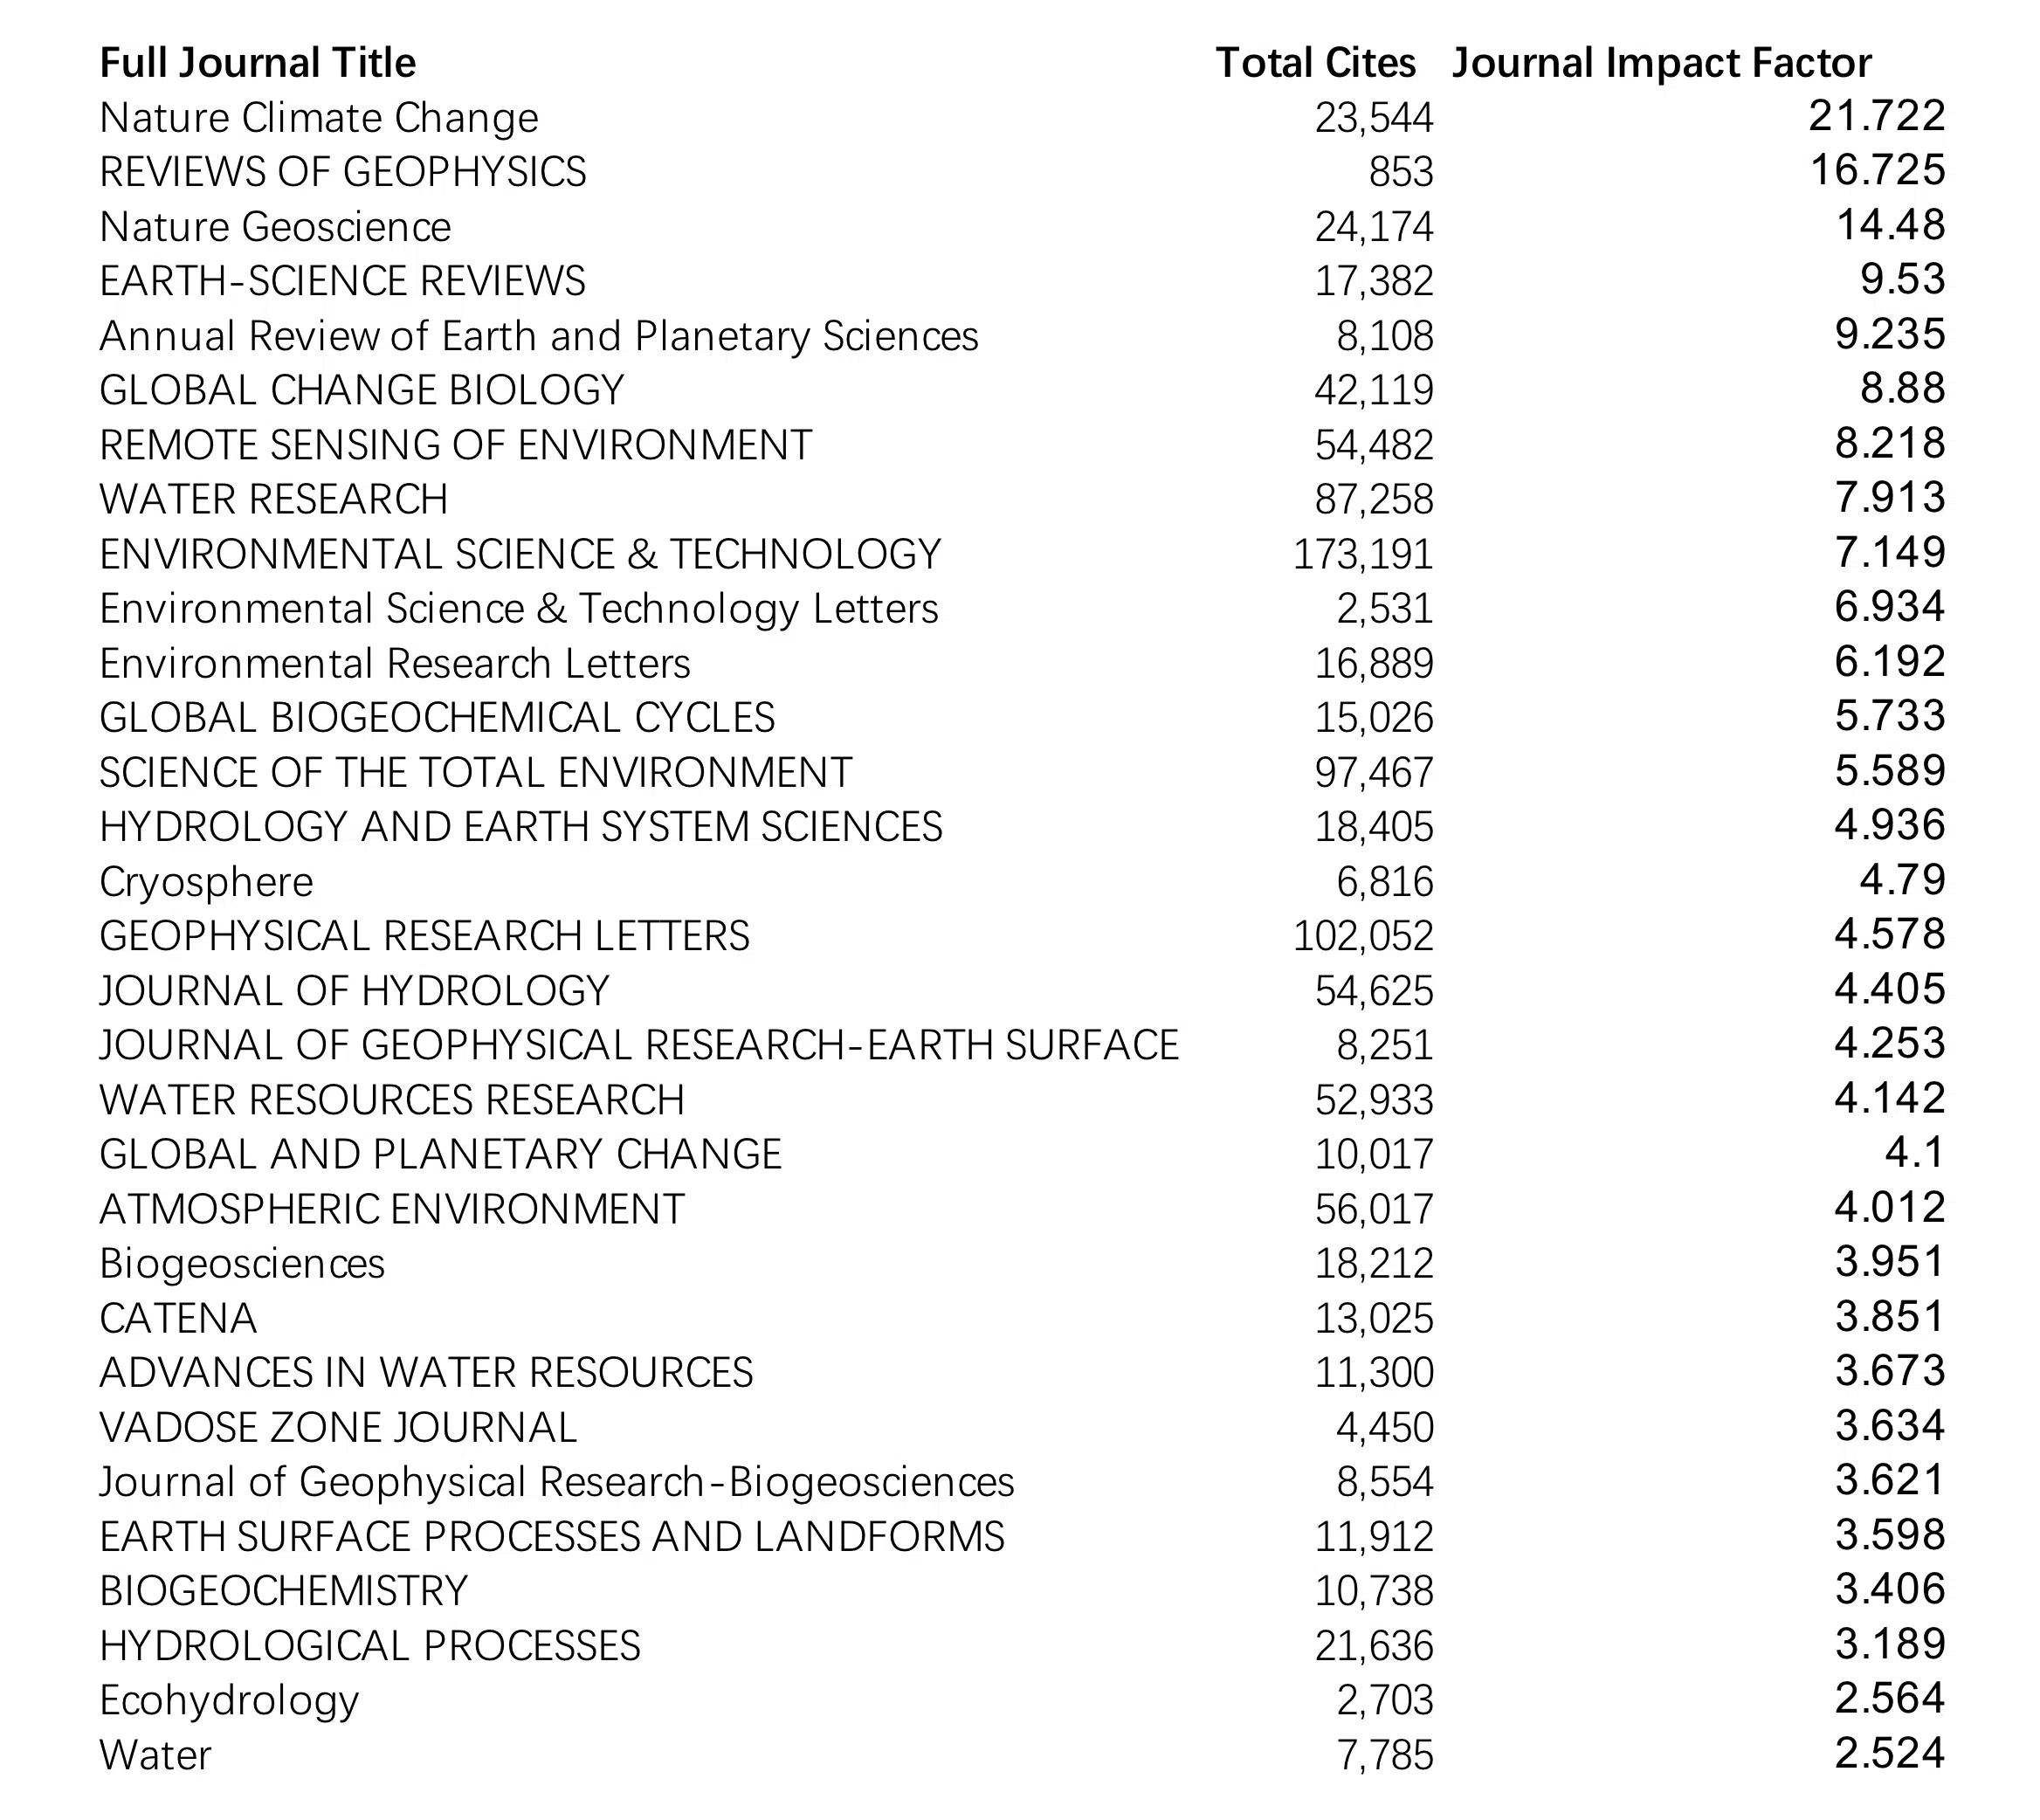 Full Journal Title Total Cites Journal Impact Factor
Nature Climate Change 23,544 21.722
REVIEWS OF GEOPHYSICS 853 16.725
Nature Geoscience 24,174 14.48
EARTH-SCIENCE REVIEWS 17,382 9.53
Annual Review of Earth and Planetary Sciences 8,108 9.235
GLOBAL CHANGE BIOLOGY 42,119 8.88
REMOTE SENSING OF ENVIRONMENT 54,482 8.218
WATER RESEARCH 87,258 7.913
ENVIRONMENTAL SCIENCE & TECHNOLOGY 173,191 7.149
Environmental Science & Technology Letters 2,531 6.934
Environmental Research Letters 16,889 6.192
GLOBAL BIOGEOCHEMICAL CYCLES 15,026 5.733
SCIENCE OF THE TOTAL ENVIRONMENT 97,467 5.589
HYDROLOGY AND EARTH SYSTEM SCIENCES 18,405 4.936
Cryosphere 6,816 4.79
GEOPHYSICAL RESEARCH LETTERS 102,052 4.578
JOURNAL OF HYDROLOGY 54,625 4.405
JOURNAL OF GEOPHYSICAL RESEARCH-EARTH SURFACE 8,251 4.253
WATER RESOURCES RESEARCH 52,933 4.142
GLOBAL AND PLANETARY CHANGE 10,017 4.1
ATMOSPHERIC ENVIRONMENT 56,017 4.012
Biogeosciences 18,212 3.951
CATENA 13,025 3.851
ADVANCES IN WATER RESOURCES 11,300 3.673
VADOSE ZONE JOURNAL 4,450 3.634
Journal of Geophysical Research-Biogeosciences 8,554 3.621
EARTH SURFACE PROCESSES AND LANDFORMS 11,912 3.598
BIOGEOCHEMISTRY 10,738 3.406
HYDROLOGICAL PROCESSES 21,636 3.189
Ecohydrology 2,703 2.564
Water 7,785 2.524